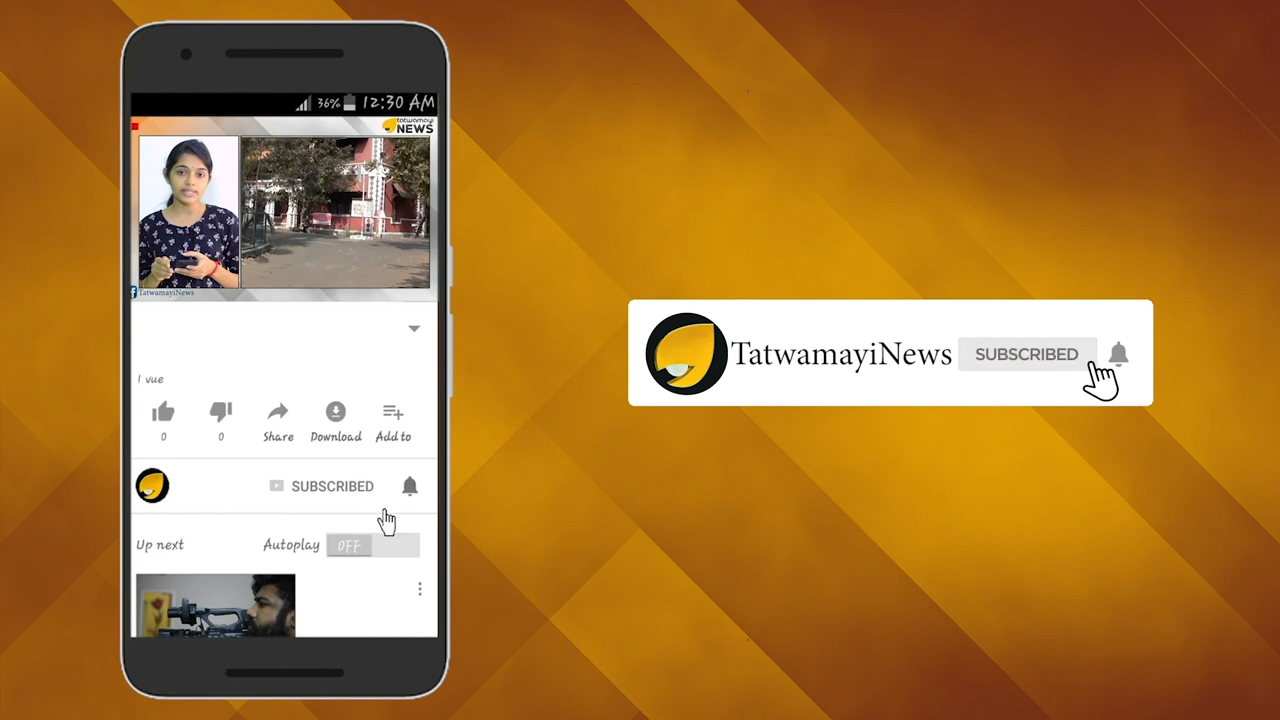 36% 12:30 AM
tatwamayi
NEWS
TatwamayiNews
1 vue
0 0 Share Download Add to
SUBSCRIBED
Up next Autoplay OFF
TatwamayiNews SUBSCRIBED